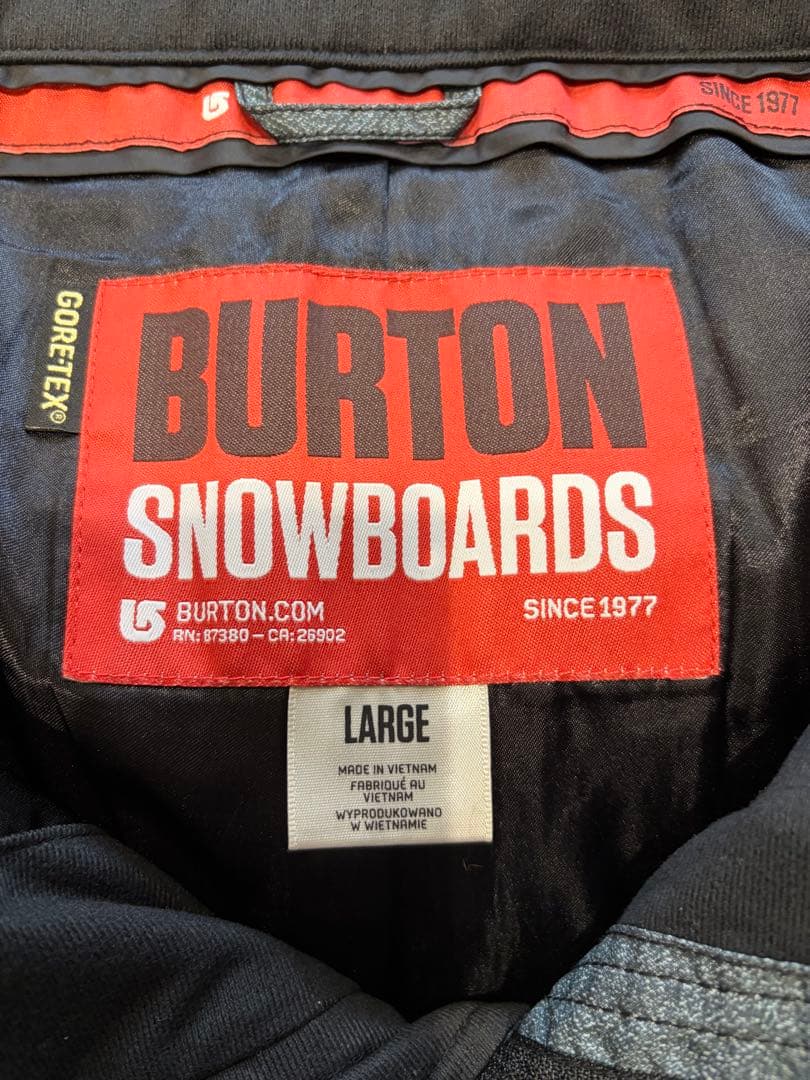 SINCE 1977
GORE-TEX®
BURTON
SNOWBOARDS
BURTON.COM
SINCE 1977
RN: 87380 – CA: 26902
LARGE
MADE IN VIETNAM
FABRIQUÉ AU
VIETNAM
WYPRODUKOWANO
W WIETNAMIE